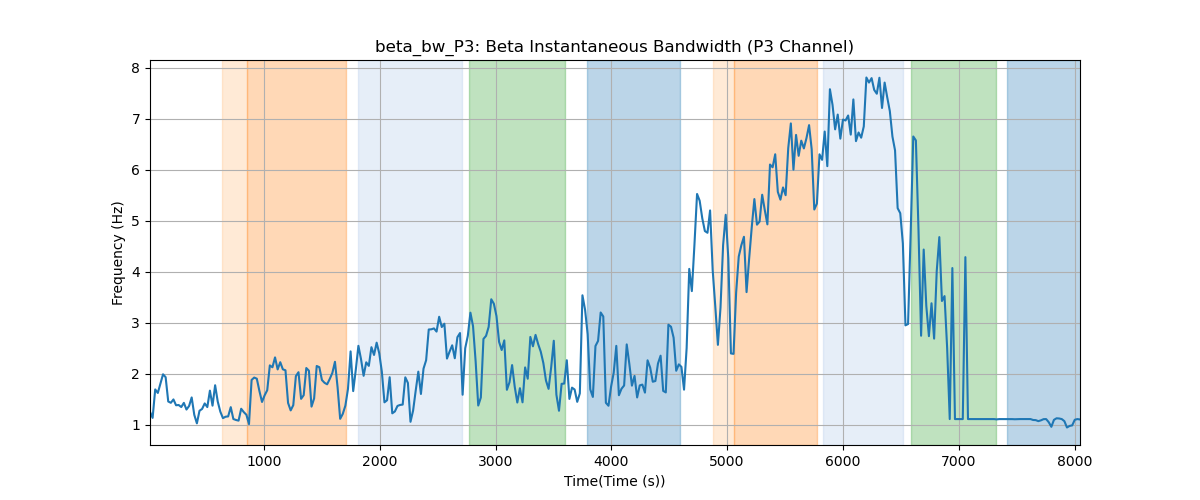 beta_bw_P3: Beta Instantaneous Bandwidth (P3 Channel)
Frequency (Hz)
8
7
6
5
4
3
2
1
1000 2000 3000 4000 5000 6000 7000 8000
Time(Time (s))